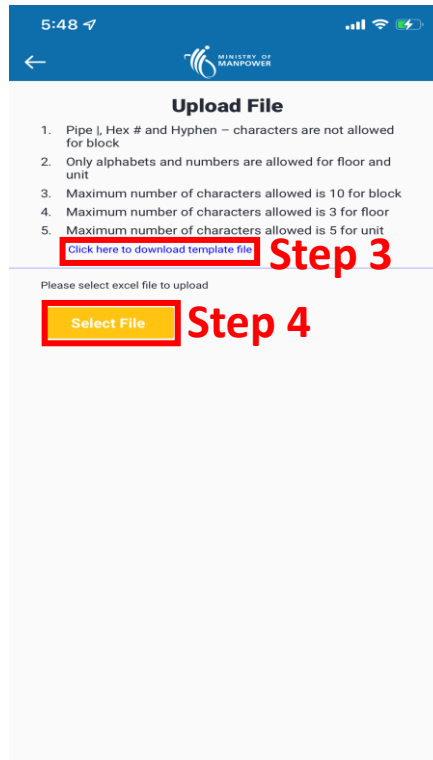 5:48
MINISTRY OF
MANPOWER
Upload File
1. Pipe |, Hex # and Hyphen – characters are not allowed
for block
2. Only alphabets and numbers are allowed for floor and
unit
3. Maximum number of characters allowed is 10 for block
4. Maximum number of characters allowed is 3 for floor
5. Maximum number of characters allowed is 5 for unit
Click here to download template file
Step 3
Please select excel file to upload
Select File
Step 4